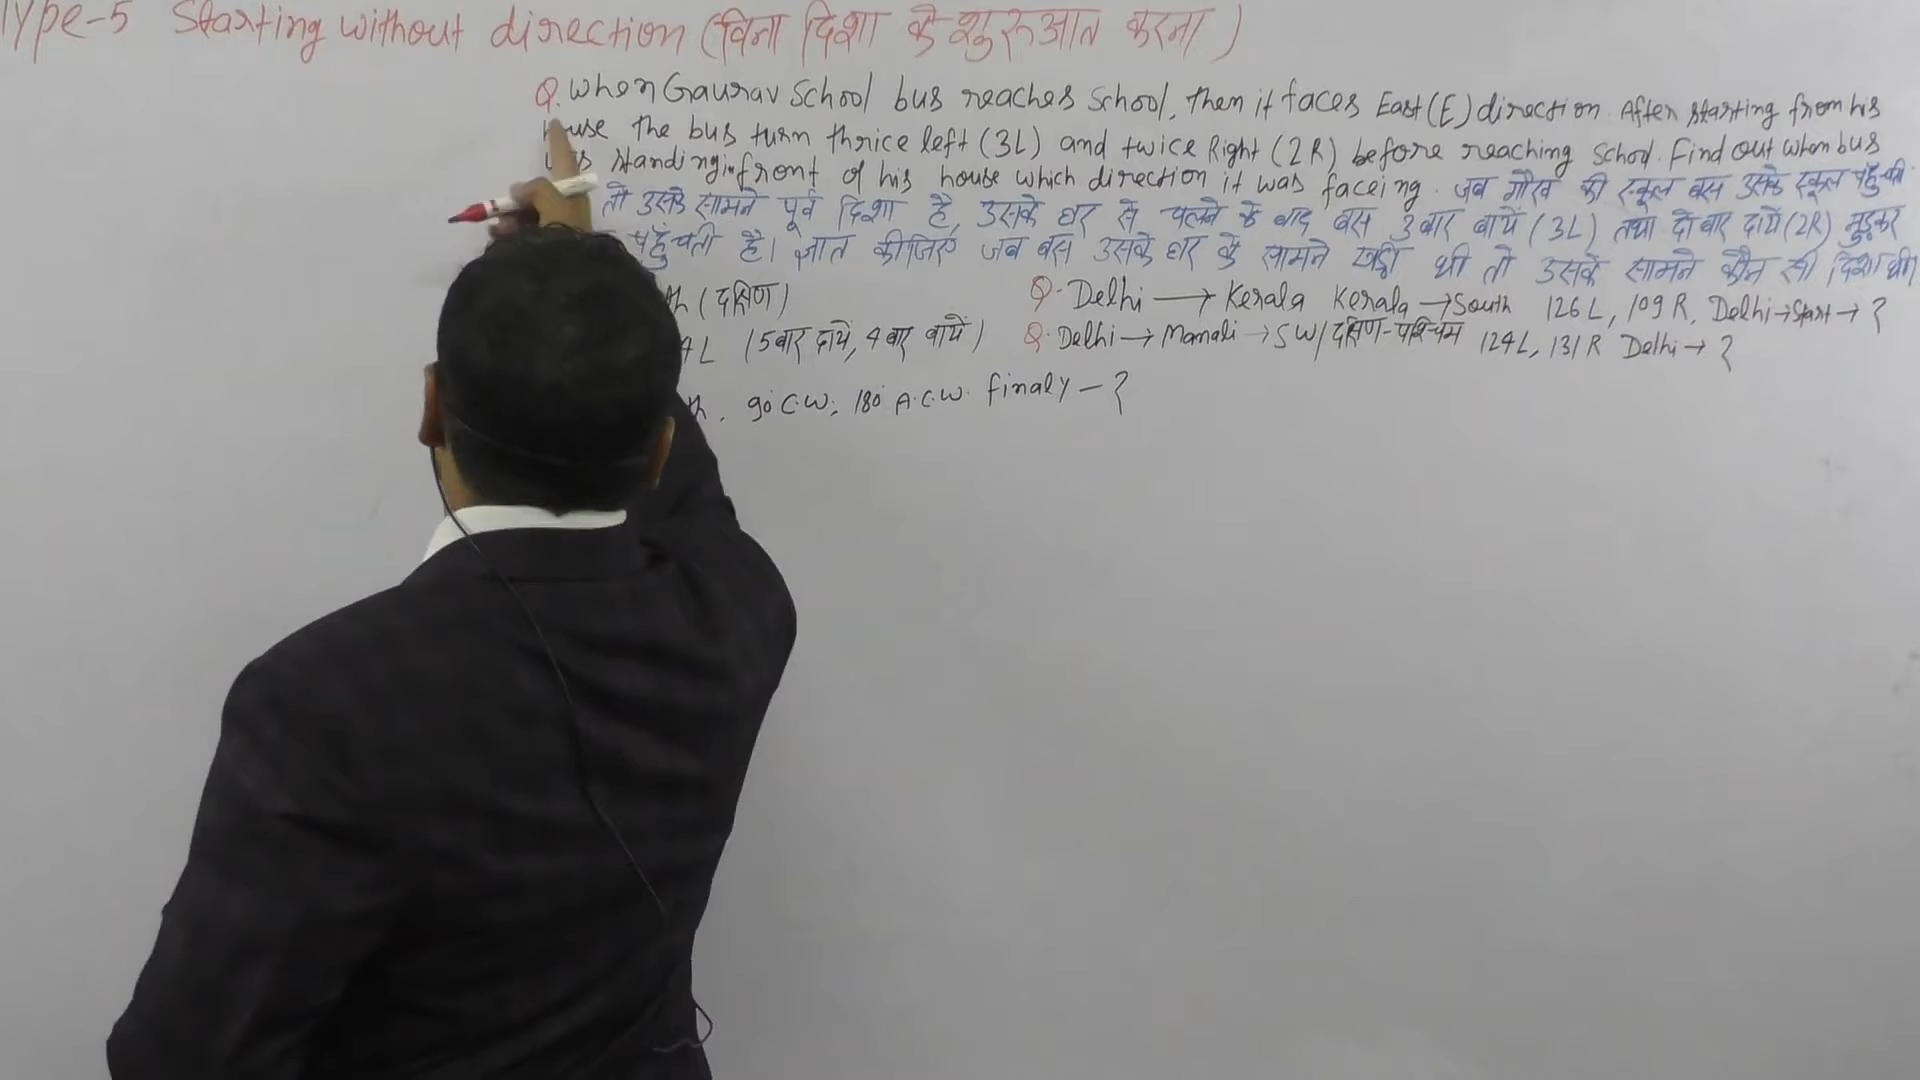 Type-5 Starting without direction (बिना दिशा के शुरूआत करना)
Q. When Gaurav School bus reaches School, then it faces East (E) direction. After starting from his
house the bus turn thrice left (3L) and twice Right (2R) before reaching School. Find out when bus
standing in front of his house which direction it was faceing. जब गौरव की स्कूल बस उसके स्कूल पहुँची
तो उसके सामने पूर्व दिशा है, उसके घर से चलने के बाद बस 3 बार बायें (3L) तथा दो बार दायें (2R) मुड़कर
पहुंचती है। ज्ञात कीजिए जब बस उसके घर के सामने खड़ी थी तो उसके सामने कौन सी दिशा थी।
(दक्षिण) Q. Delhi → Kerala Kerala → South 126 L, 109 R, Delhi → Start → ?
4L (5 बार दायें, 4 बार बायें) Q. Delhi → Manali → SW/दक्षिण-पश्चिम 124L, 131R Delhi → ?
90° C.W; 180° A.C.W. finaly - ?